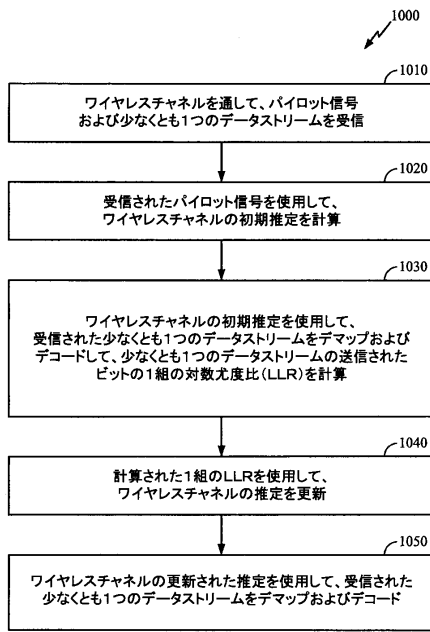 1000
1010
ワイヤレスチャネルを通して、パイロット信号
および少なくとも1つのデータストリームを受信
1020
受信されたパイロット信号を使用して、
ワイヤレスチャネルの初期推定を計算
1030
ワイヤレスチャネルの初期推定を使用して、
受信された少なくとも1つのデータストリームをデマップおよび
デコードして、少なくとも1つのデータストリームの送信された
ビットの1組の対数尤度比(LLR)を計算
1040
計算された1組のLLRを使用して、
ワイヤレスチャネルの推定を更新
1050
ワイヤレスチャネルの更新された推定を使用して、受信された
少なくとも1つのデータストリームをデマップおよびデコード